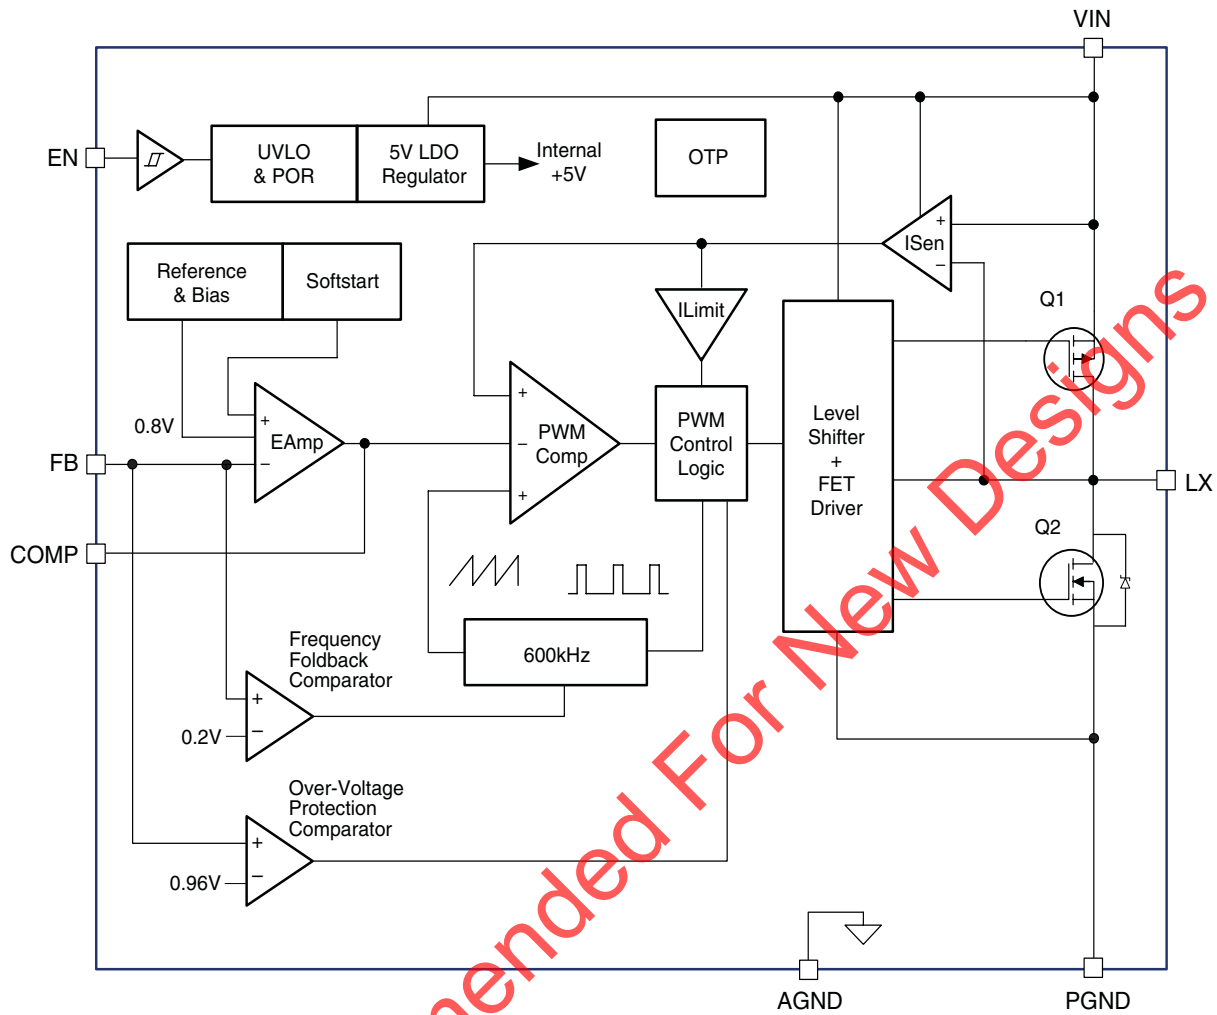 VIN
EN
UVLO
& POR
5V LDO
Regulator
Internal
+5V
OTP
Reference
& Bias
Softstart
+
ISen
−
ILimit
Q1
0.8V
+
EAmp
−
+
−
+
PWM
Comp
PWM
Control
Logic
Level
Shifter
+
FET
Driver
FB
COMP
LX
Q2
600kHz
Frequency
Foldback
Comparator
+
−
0.2V
Over-Voltage
Protection
Comparator
+
−
0.96V
AGND
PGND
mended For New Designs